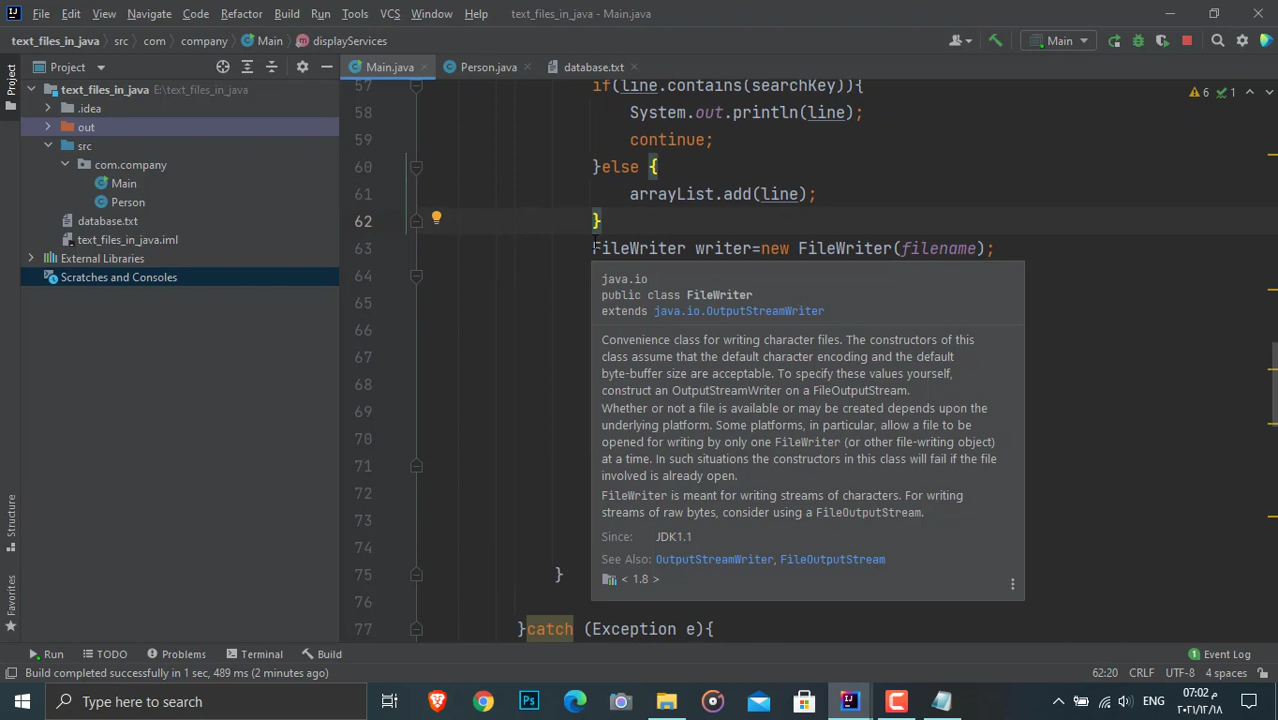 File Edit View Navigate Code Refactor Build Run Tools VCS Window Help text_files_in_java - Main.java
text_files_in_java > src > com > company > Main > displayServices
Main
Project
Main.java
Person.java
database.txt
Project
text_files_in_java E:\text_files_in_java
.idea
out
src
com.company
Main
Person
database.txt
text_files_in_java.iml
External Libraries
Scratches and Consoles
6 1
57 if(line.contains(searchKey)){
58 System.out.println(line);
59 continue;
60 }else {
61 arrayList.add(line);
62 }
63 FileWriter writer=new FileWriter(filename);
64
65
66
67
68
69
70
71
72
73
74
75 }
76
77 }catch (Exception e){
java.io
public class FileWriter
extends java.io.OutputStreamWriter
Convenience class for writing character files. The constructors of this
class assume that the default character encoding and the default
byte-buffer size are acceptable. To specify these values yourself,
construct an OutputStreamWriter on a FileOutputStream.
Whether or not a file is available or may be created depends upon the
underlying platform. Some platforms, in particular, allow a file to be
opened for writing by only one FileWriter (or other file-writing object)
at a time. In such situations the constructors in this class will fail if the file
involved is already open.
FileWriter is meant for writing streams of characters. For writing
streams of raw bytes, consider using a FileOutputStream.
Since: JDK1.1
See Also: OutputStreamWriter, FileOutputStream
< 1.8 >
Structure
Favorites
Run TODO Problems Terminal Build 1 Event Log
Build completed successfully in 1 sec, 489 ms (2 minutes ago) 62:20 CRLF UTF-8 4 spaces
Type here to search
Ps
ENG
07:02 م
٢٠٢١/١٢/١٨